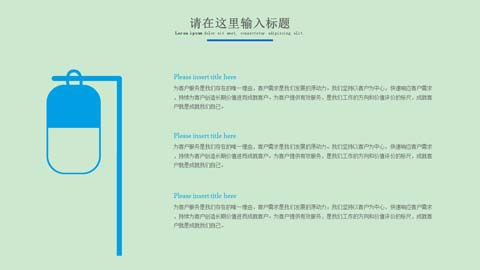 请在这里输入标题
Lorem ipsum dolor sit amet, consectetur adipisicing elit.
Please insert title here
为客户服务是我们存在的唯一理由，客户需求是我们发展的原动力。我们坚持以客户为中心，快速响应客户需求
，持续为客户创造长期价值进而成就客户。为客户提供有效服务，是我们工作的方向和价值评价的标尺，成就客
户就是成就我们自己。
Please insert title here
为客户服务是我们存在的唯一理由，客户需求是我们发展的原动力。我们坚持以客户为中心，快速响应客户需求
，持续为客户创造长期价值进而成就客户。为客户提供有效服务，是我们工作的方向和价值评价的标尺，成就客
户就是成就我们自己。
Please insert title here
为客户服务是我们存在的唯一理由，客户需求是我们发展的原动力。我们坚持以客户为中心，快速响应客户需求
，持续为客户创造长期价值进而成就客户。为客户提供有效服务，是我们工作的方向和价值评价的标尺，成就客
户就是成就我们自己。